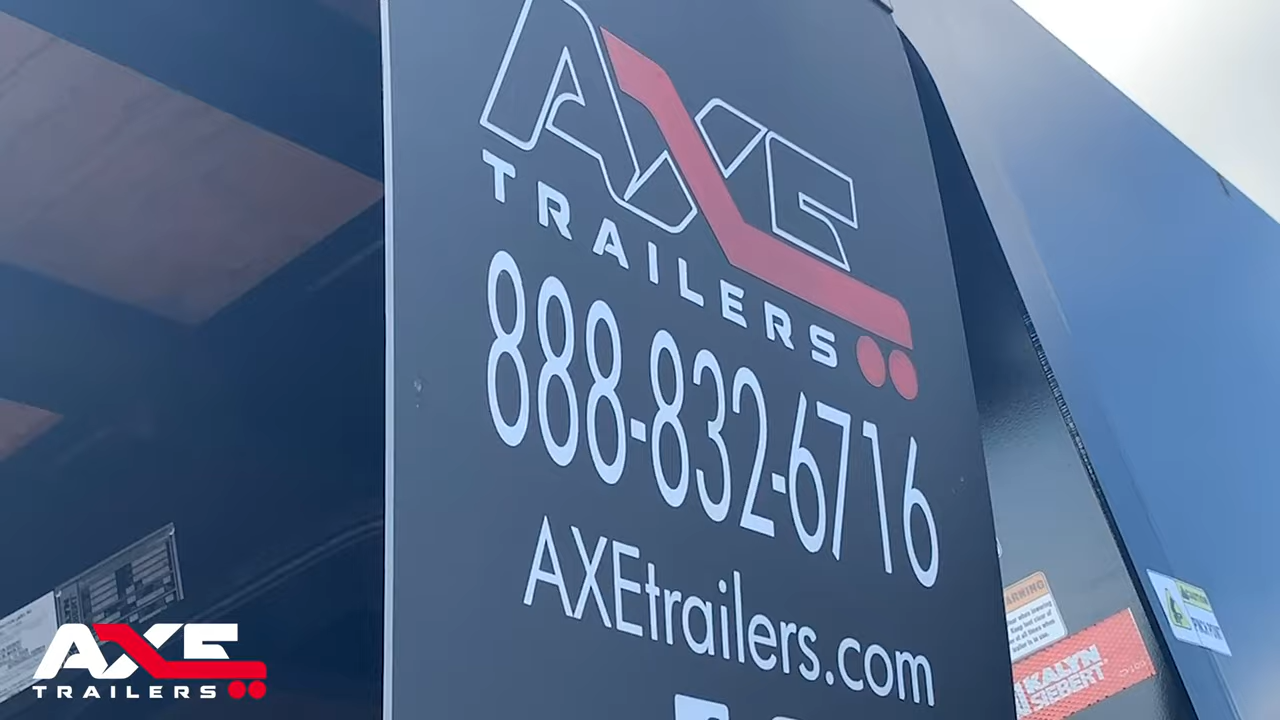 AXE
TRAILERS
888-832-6716
AXEtrailers.com
WARNING
KALYN
SIEBERT
AXE
TRAILERS